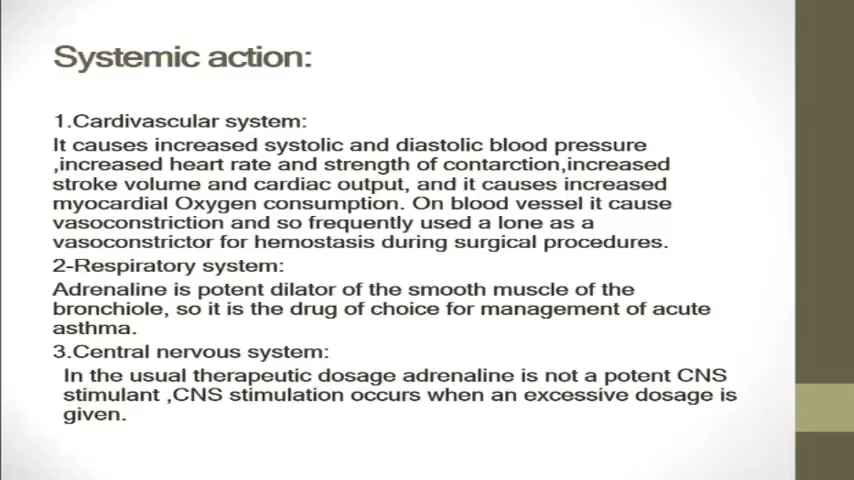 Systemic action:
1.Cardivascular system:
It causes increased systolic and diastolic blood pressure
,increased heart rate and strength of contarction,increased
stroke volume and cardiac output, and it causes increased
myocardial Oxygen consumption. On blood vessel it cause
vasoconstriction and so frequently used a lone as a
vasoconstrictor for hemostasis during surgical procedures.
2-Respiratory system:
Adrenaline is potent dilator of the smooth muscle of the
bronchiole, so it is the drug of choice for management of acute
asthma.
3.Central nervous system:
In the usual therapeutic dosage adrenaline is not a potent CNS
stimulant ,CNS stimulation occurs when an excessive dosage is
given.